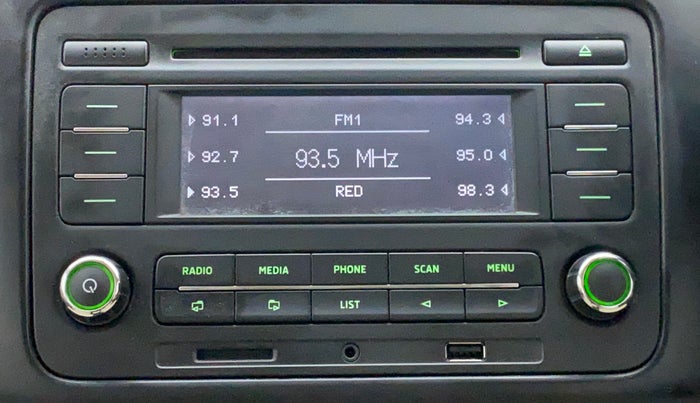 91.1 FM1 94.3
92.7 93.5 MHz 95.0
93.5 RED 98.3
RADIO MEDIA PHONE SCAN MENU
LIST